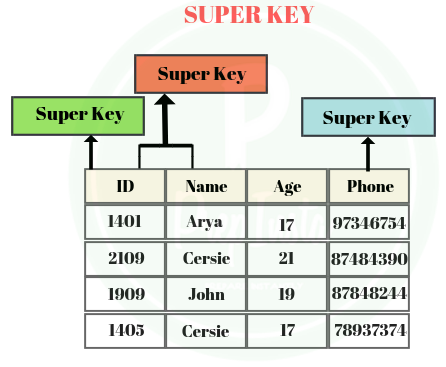 SUPER KEY
Super Key
Super Key
Super Key
ID Name Age Phone
1401 Arya 17 97346754
2109 Cersie 21 87484390
1909 John 19 87848244
1405 Cersie 17 78937374